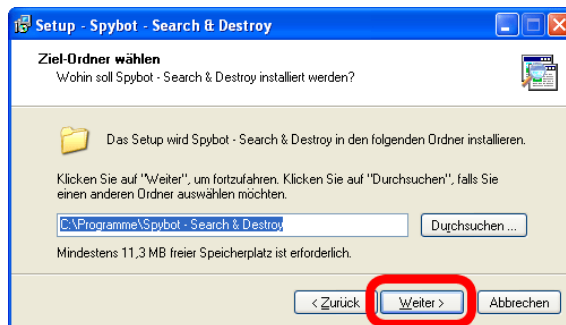 Setup - Spybot - Search & Destroy
Ziel-Ordner wählen
Wohin soll Spybot - Search & Destroy installiert werden?
Das Setup wird Spybot - Search & Destroy in den folgenden Ordner installieren.
Klicken Sie auf "Weiter", um fortzufahren. Klicken Sie auf "Durchsuchen", falls Sie
einen anderen Ordner auswählen möchten.
C:\Programme\Spybot - Search & Destroy
Durchsuchen ...
Mindestens 11,3 MB freier Speicherplatz ist erforderlich.
< Zurück Weiter > Abbrechen